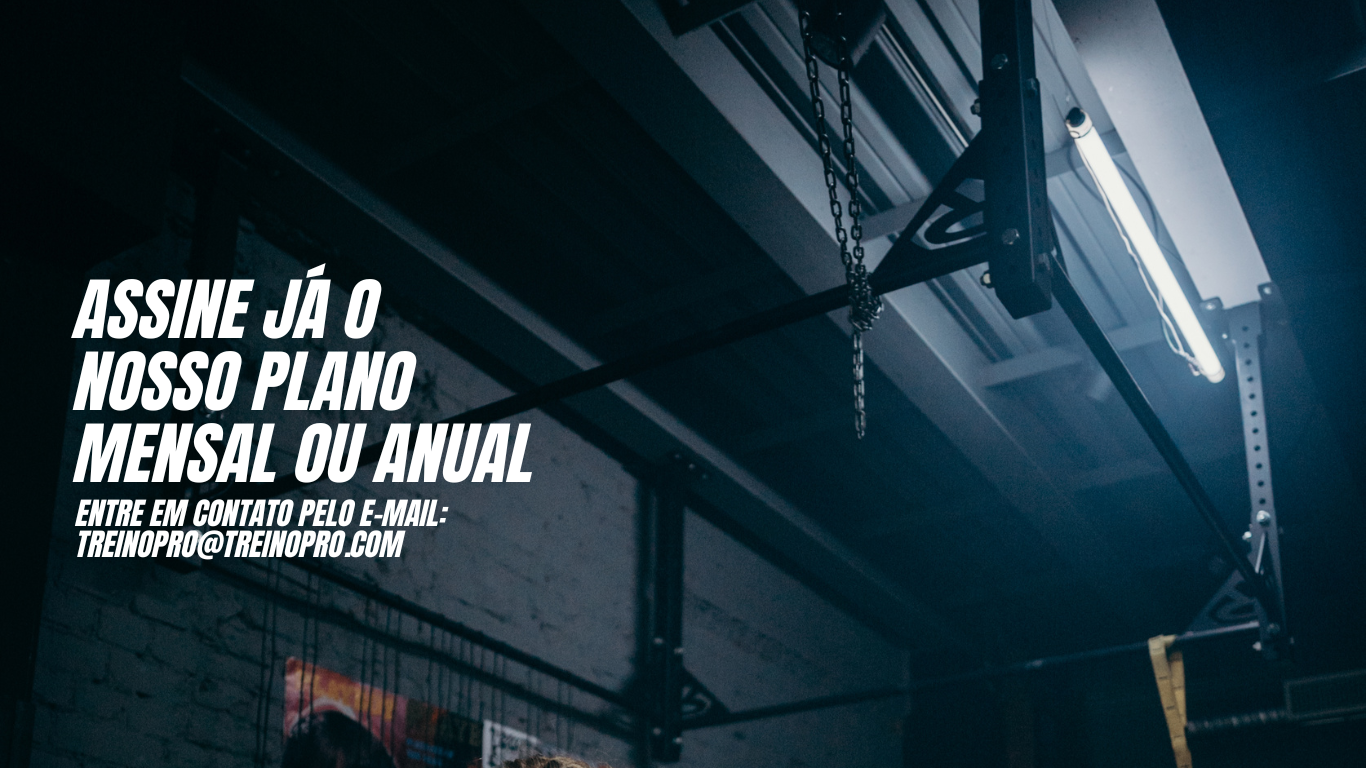 ASSINE JÁ O
NOSSO PLANO
MENSAL OU ANUAL
ENTRE EM CONTATO PELO E-MAIL:
TREINOPRO@TREINOPRO.COM